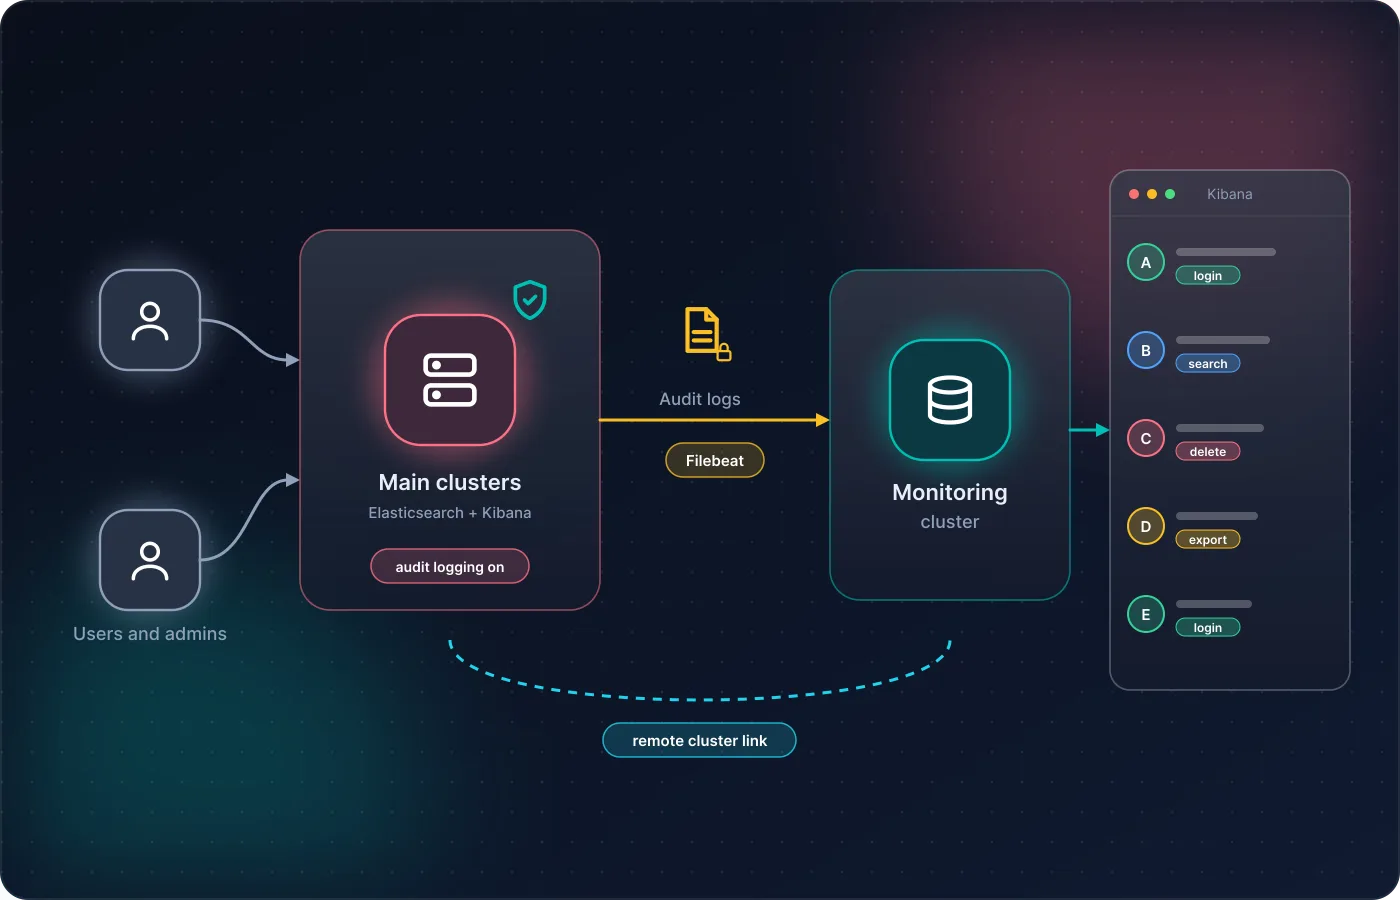 Users and admins
Main clusters
Elasticsearch + Kibana
audit logging on
Audit logs
Filebeat
remote cluster link
Monitoring
cluster
Kibana
A
login
B
search
C
delete
D
export
E
login